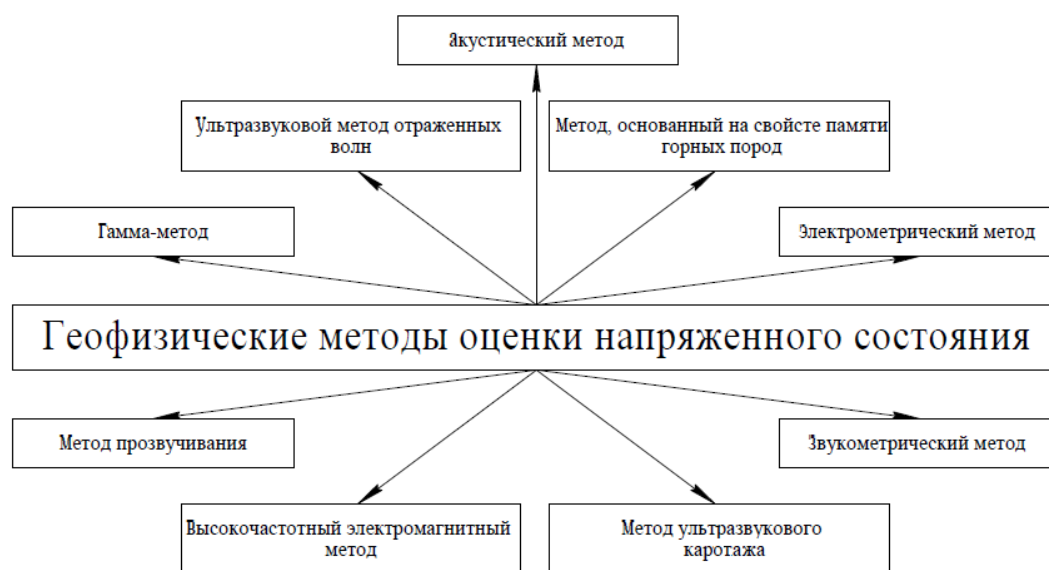 Акустический метод
Ультразвуковой метод отраженных
волн
Метод, основанный на свойсте памяти
горных пород
Гамма-метод
Электрометрический метод
Геофизические методы оценки напряженного состояния
Метод прозвучивания
Звукометрический метод
Высокочастотный электромагнитный
метод
Метод ультразвукового
каротажа